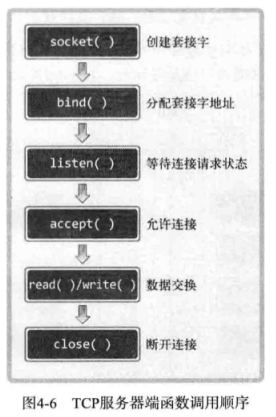 socket( ) 创建套接字
bind( ) 分配套接字地址
listen( ) 等待连接请求状态
accept( ) 允许连接
read( )/write( ) 数据交换
close( ) 断开连接
图4-6 TCP服务器端函数调用顺序